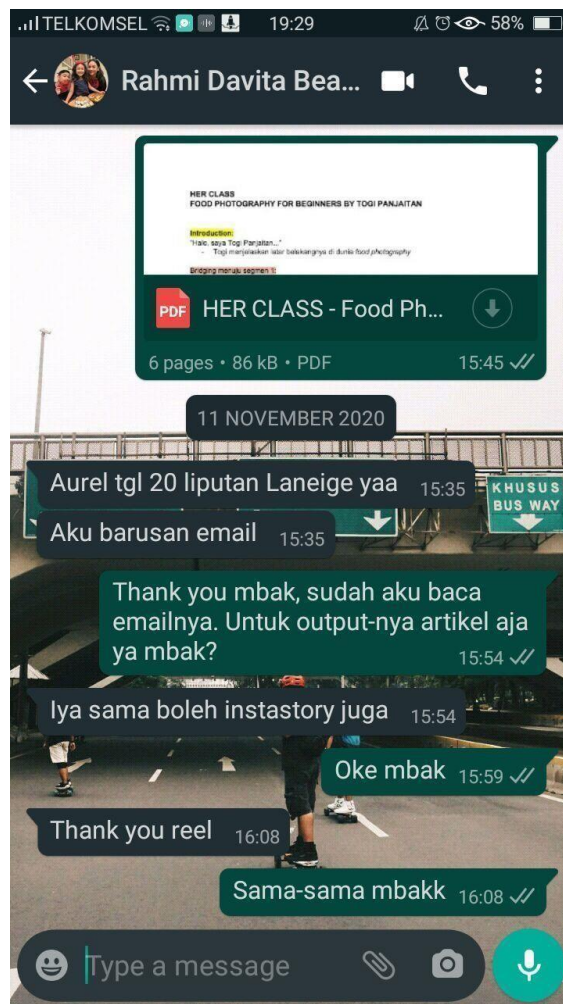 TELKOMSEL 19:29 58%
Rahmi Davita Bea...
HER CLASS
FOOD PHOTOGRAPHY FOR BEGINNERS BY TOGI PANJAITAN
Introduction:
"Halo, saya Togi Panjaitan..."
- Togi menjelaskan latar belakangnya di dunia food photography
Bridging menuju segmen 1:
PDF HER CLASS - Food Ph...
6 pages • 86 kB • PDF 15:45
11 NOVEMBER 2020
Aurel tgl 20 liputan Laneige yaa 15:35
KHUSUS
BUS WAY
Aku barusan email 15:35
Thank you mbak, sudah aku baca
emailnya. Untuk output-nya artikel aja
ya mbak? 15:54
Iya sama boleh instastory juga 15:54
Oke mbak 15:59
Thank you reel 16:08
Sama-sama mbakk 16:08
Type a message